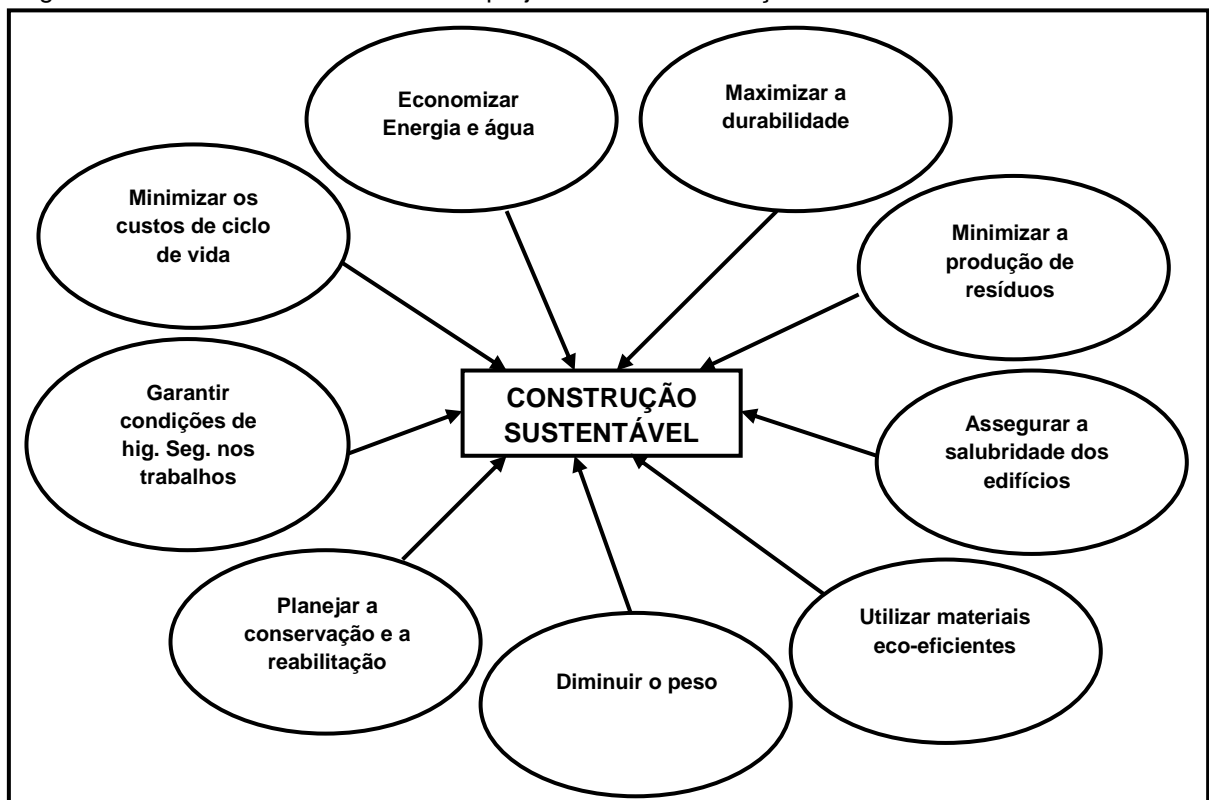 Economizar
Energia e água
Maximizar a
durabilidade
Minimizar os
custos de ciclo
de vida
Minimizar a
produção de
resíduos
CONSTRUÇÃO
SUSTENTÁVEL
Garantir
condições de
hig. Seg. nos
trabalhos
Assegurar a
salubridade dos
edifícios
Planejar a
conservação e a
reabilitação
Diminuir o peso
Utilizar materiais
eco-eficientes